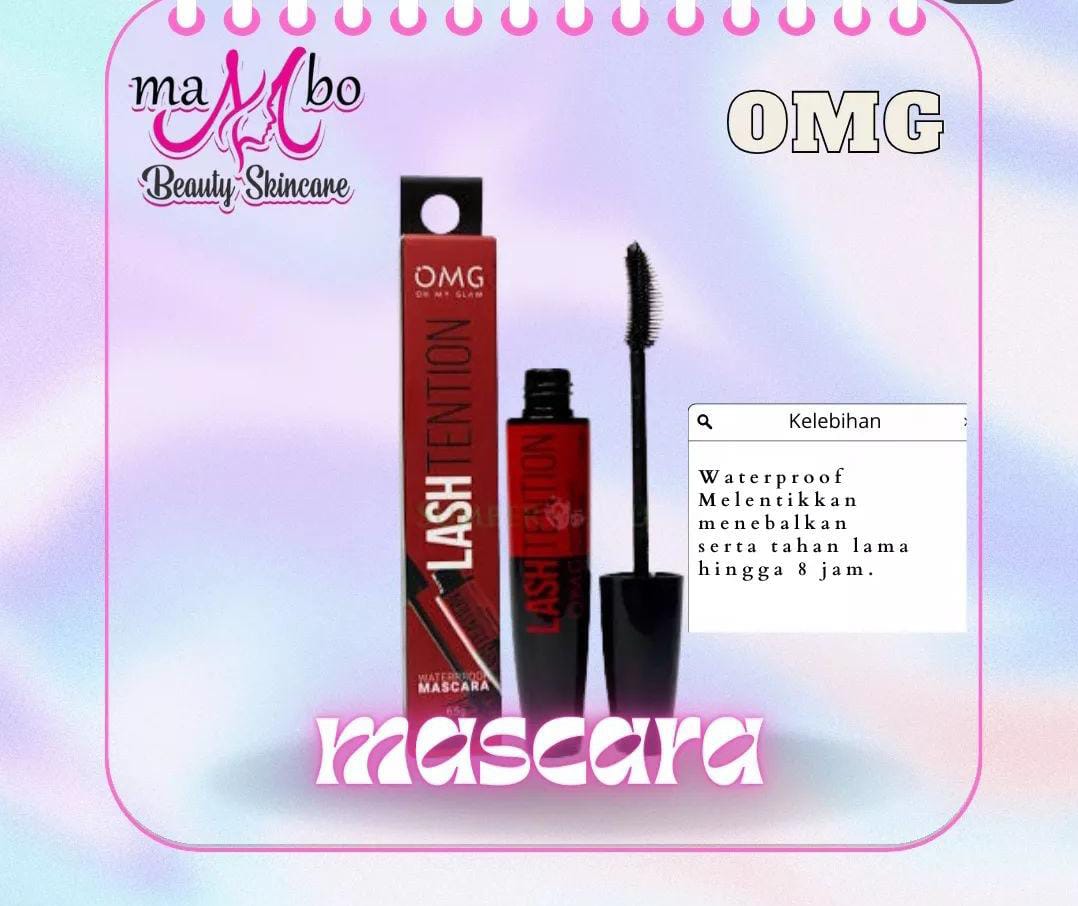 maMbo
Beauty Skincare
OMG
OMG
OH MY GLAM
LASHTENTION
WATERPROOF
MASCARA
LASHTENTION
Kelebihan
Waterproof
Melentikkan
menebalkan
serta tahan lama
hingga 8 jam.
mascara